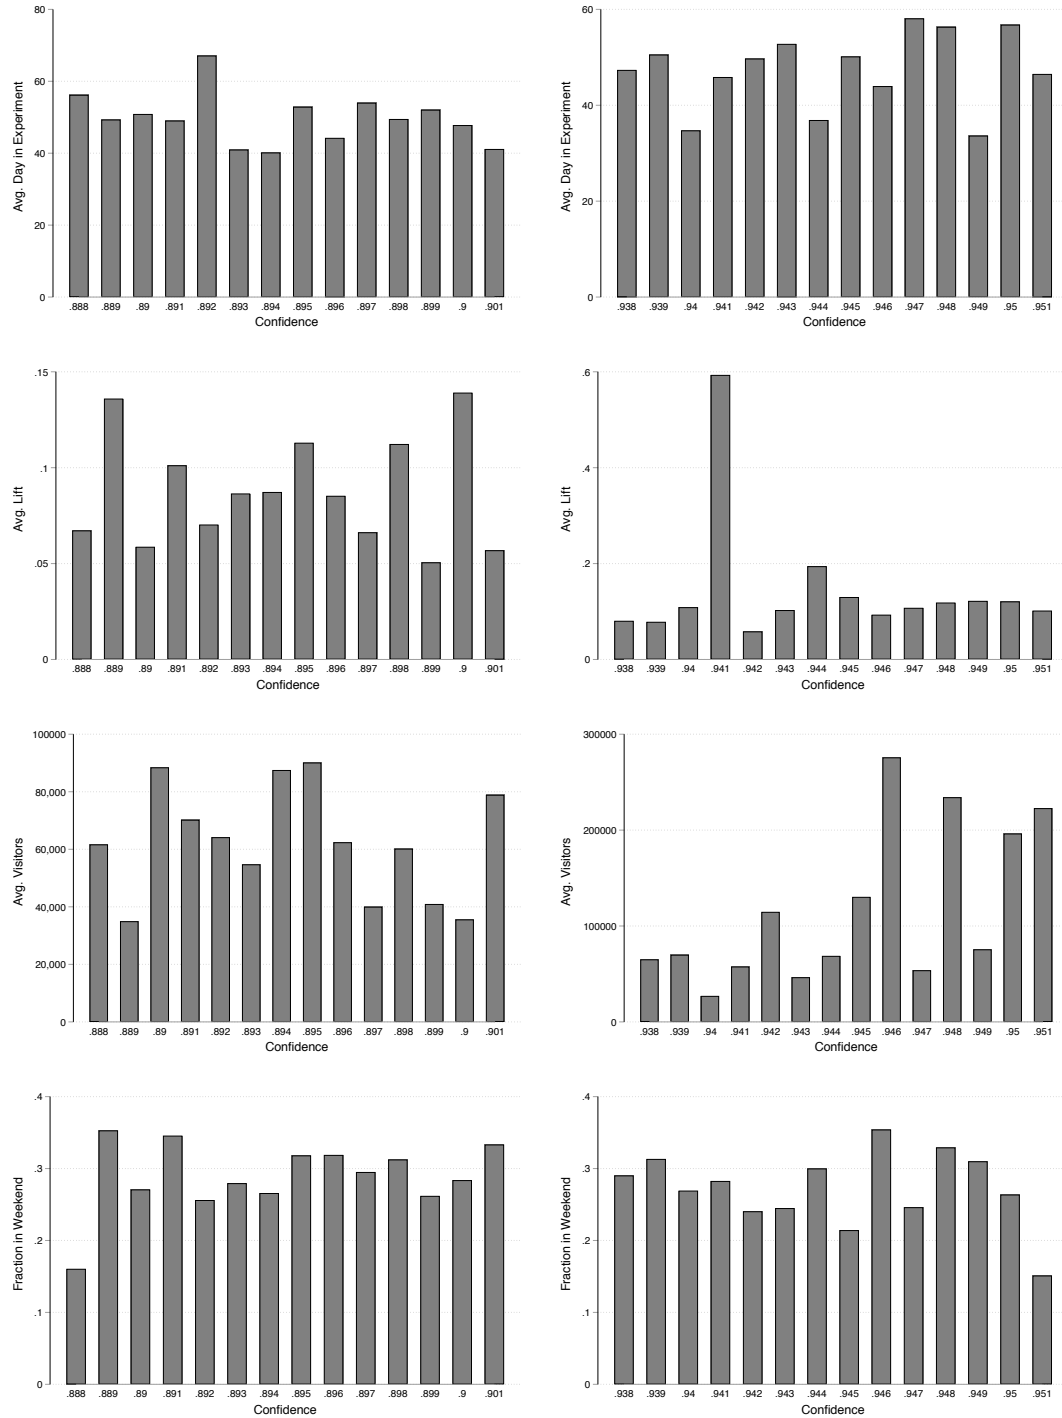 80
60
40
20
0
Avg. Day in Experiment
.888 .889 .89 .891 .892 .893 .894 .895 .896 .897 .898 .899 .9 .901
Confidence
60
40
20
0
Avg. Day in Experiment
.938 .939 .94 .941 .942 .943 .944 .945 .946 .947 .948 .949 .95 .951
Confidence
.15
.1
.05
0
Avg. Lift
.888 .889 .89 .891 .892 .893 .894 .895 .896 .897 .898 .899 .9 .901
Confidence
.6
.4
.2
0
Avg. Lift
.938 .939 .94 .941 .942 .943 .944 .945 .946 .947 .948 .949 .95 .951
Confidence
100000
80,000
60,000
40,000
20,000
0
Avg. Visitors
.888 .889 .89 .891 .892 .893 .894 .895 .896 .897 .898 .899 .9 .901
Confidence
300000
200000
100000
0
Avg. Visitors
.938 .939 .94 .941 .942 .943 .944 .945 .946 .947 .948 .949 .95 .951
Confidence
.4
.3
.2
.1
0
Fraction in Weekend
.888 .889 .89 .891 .892 .893 .894 .895 .896 .897 .898 .899 .9 .901
Confidence
.4
.3
.2
.1
0
Fraction in Weekend
.938 .939 .94 .941 .942 .943 .944 .945 .946 .947 .948 .949 .95 .951
Confidence